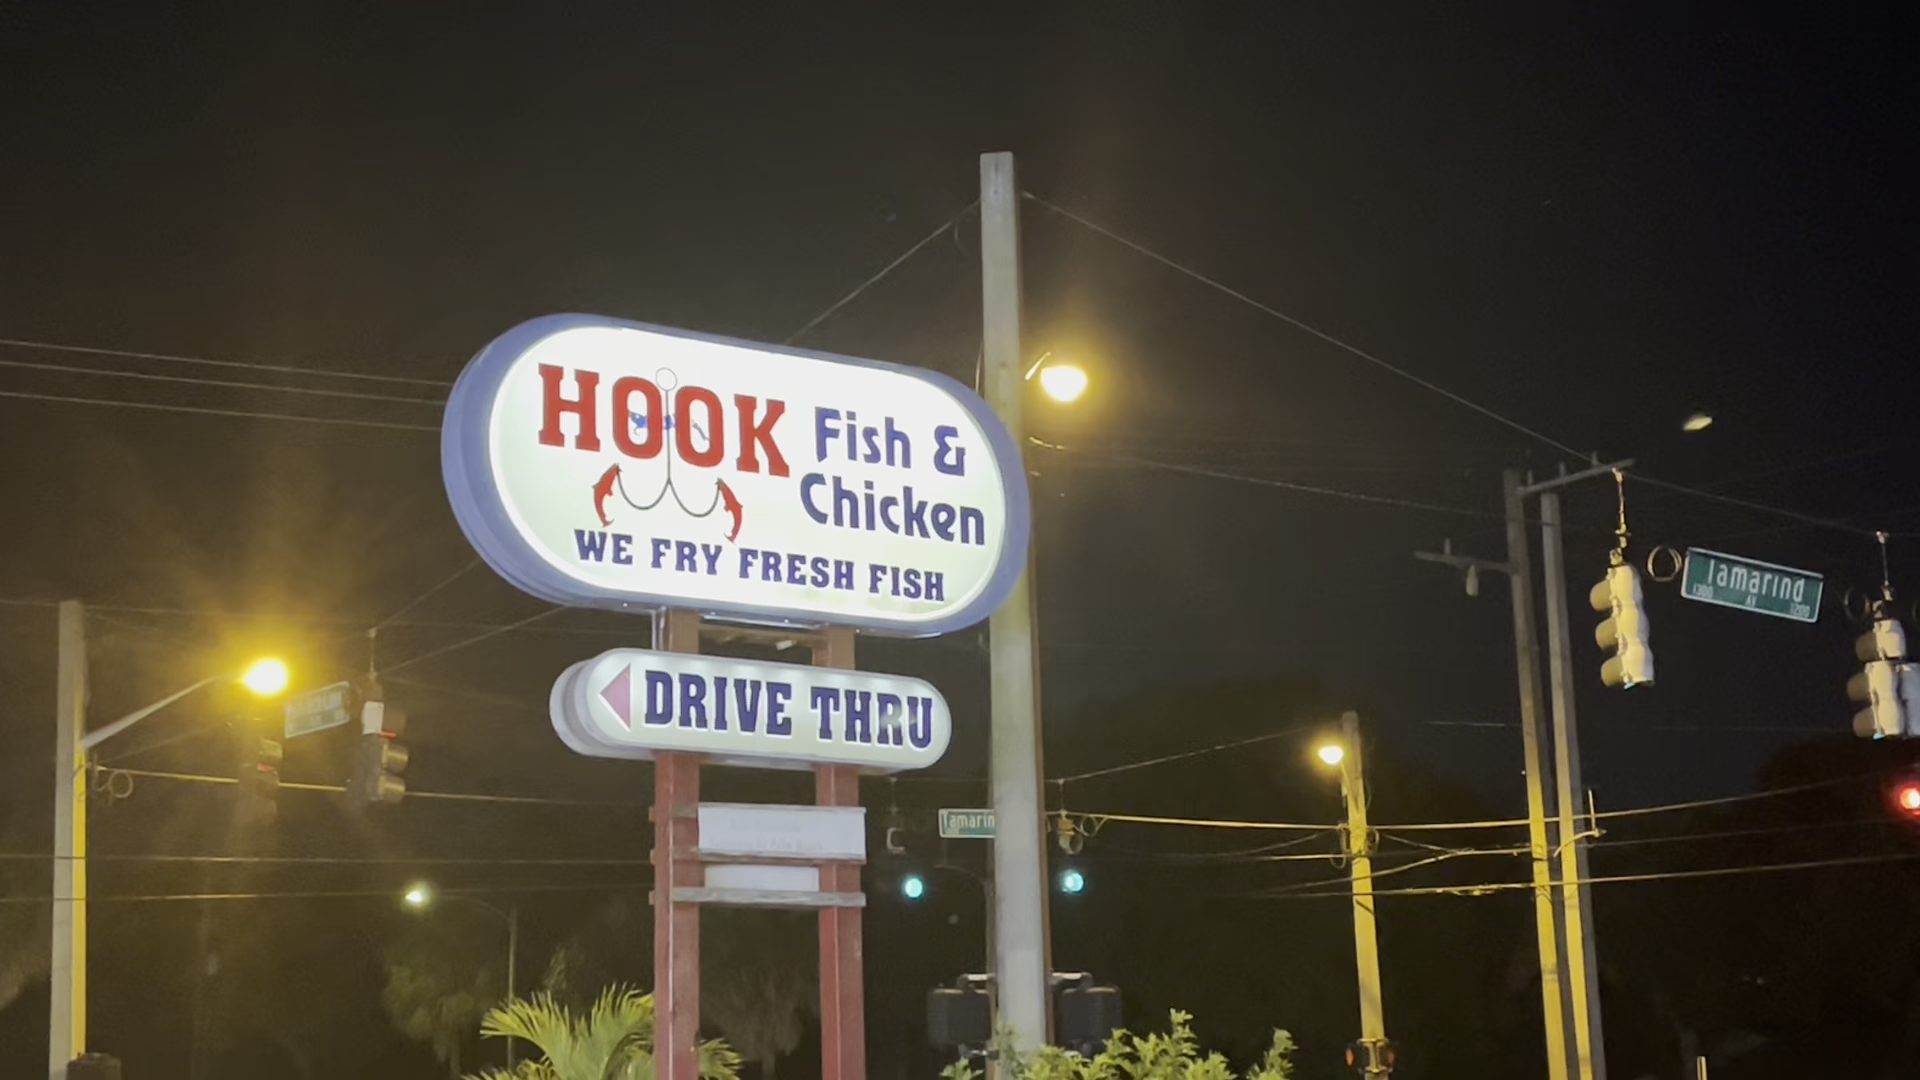 HOOK Fish &
Chicken
WE FRY FRESH FISH
DRIVE THRU
Tamarind
1300 AV 1200
Tamarin